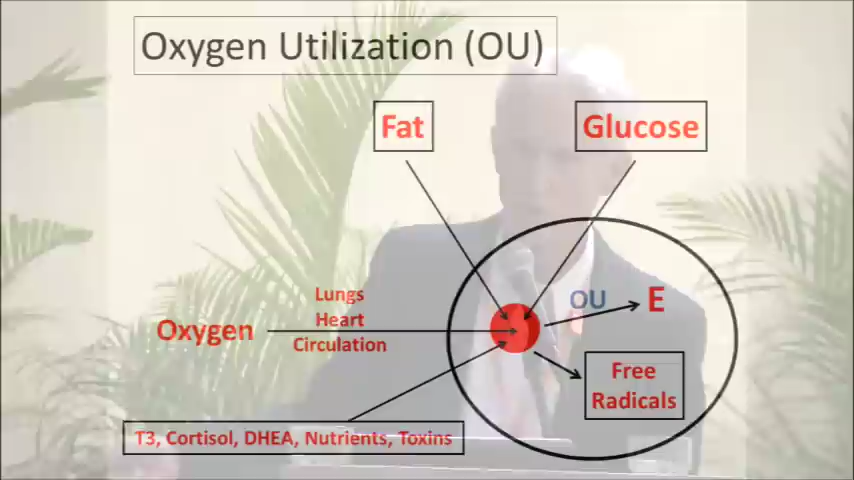 Oxygen Utilization (OU)
Fat
Glucose
Lungs
Heart
Circulation
Oxygen
OU
E
Free
Radicals
T3, Cortisol, DHEA, Nutrients, Toxins